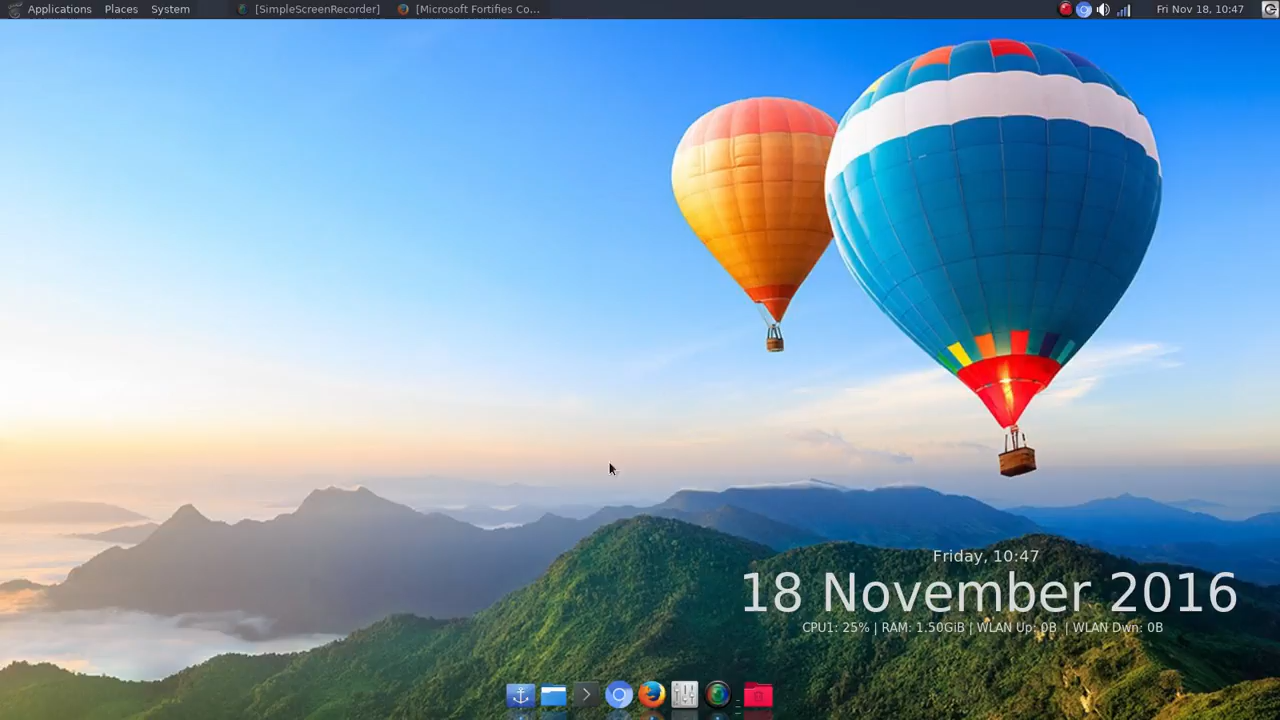 Applications Places System [SimpleScreenRecorder] [Microsoft Fortifies Co... Fri Nov 18, 10:47
Friday, 10:47
18 November 2016
CPU1: 25% | RAM: 1.50GiB | WLAN Up: 0B | WLAN Dwn: 0B